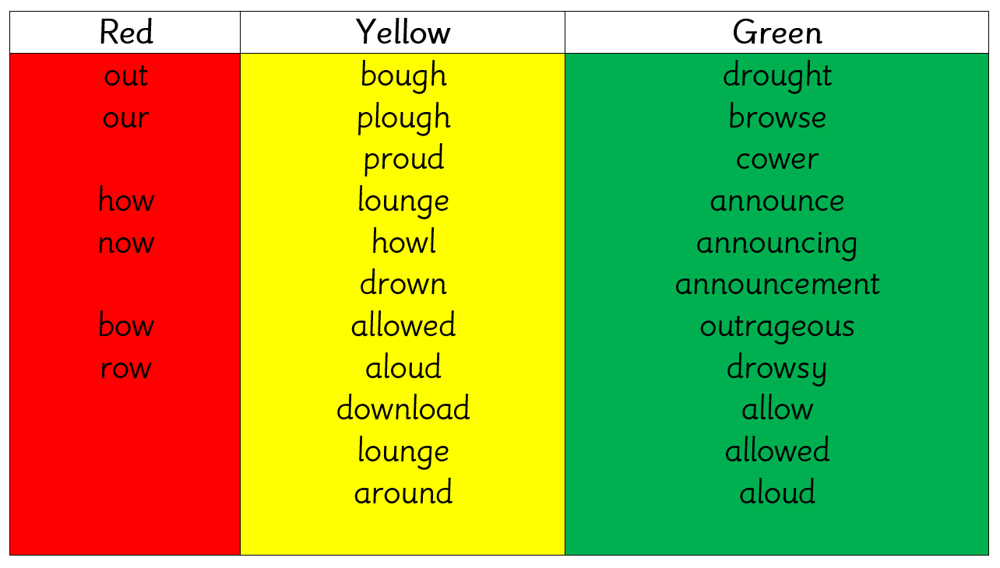 Red Yellow Green
out bough drought
our plough browse
proud cower
how lounge announce
now howl announcing
drown announcement
bow allowed outrageous
row aloud drowsy
download allow
lounge allowed
around aloud